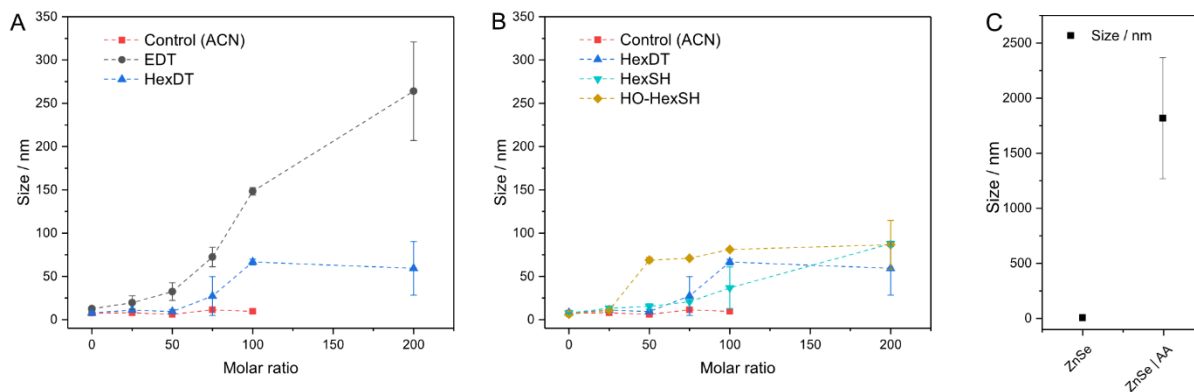 A
Size / nm
350
300
250
200
150
100
50
0
Control (ACN)
EDT
HexDT
0
50
100
150
200
Molar ratio
B
Size / nm
350
300
250
200
150
100
50
0
Control (ACN)
HexDT
HexSH
HO-HexSH
0
50
100
150
200
Molar ratio
C
Size / nm
2500
2000
1500
1000
500
0
Size / nm
ZnSe
ZnSe | AA